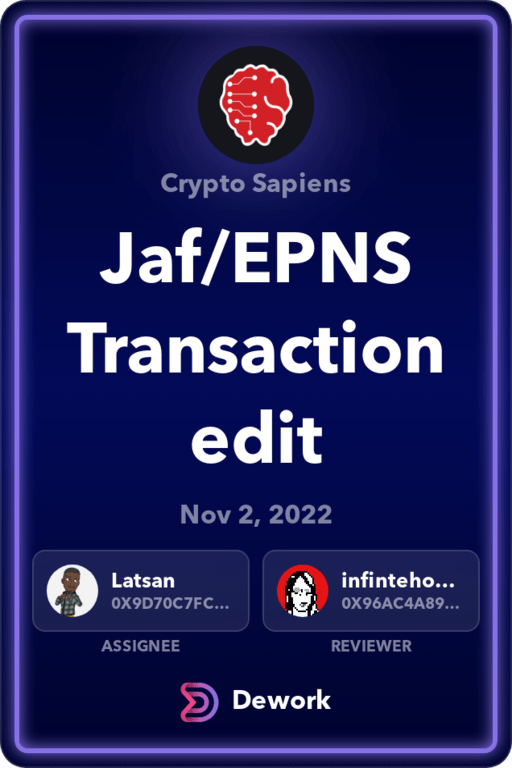 Crypto Sapiens
Jaf/EPNS
Transaction
edit
Nov 2, 2022
Latsan
0X9D70C7FC...
ASSIGNEE
infinteho...
0X96AC4A89...
REVIEWER
Dework